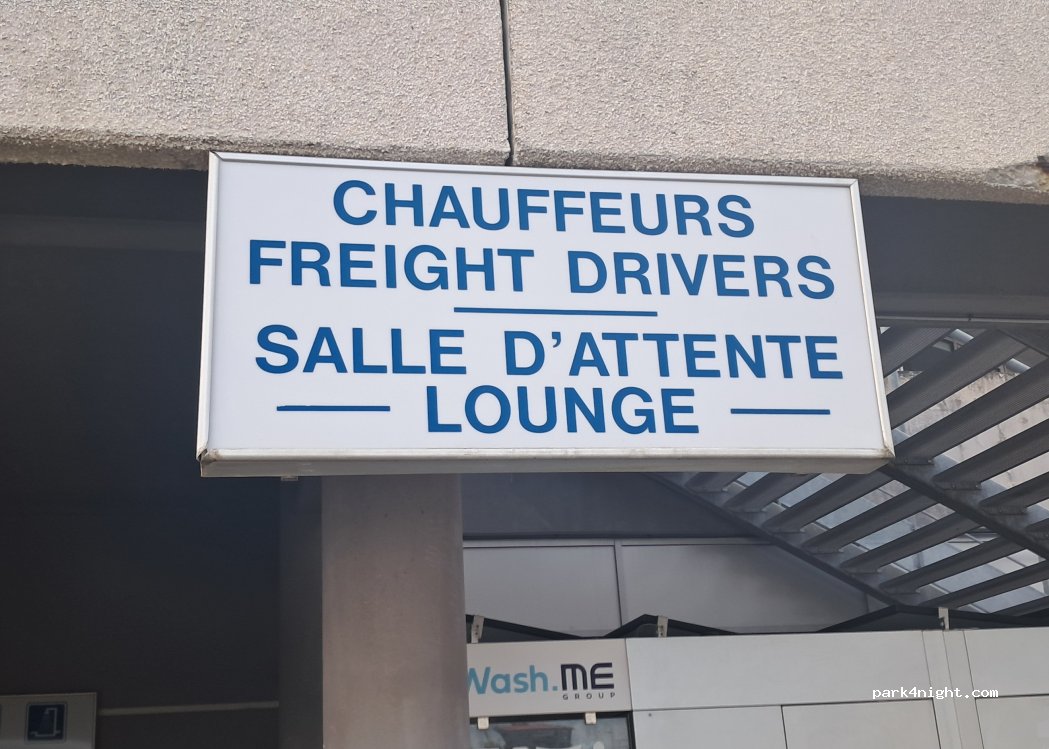 CHAUFFEURS
FREIGHT DRIVERS
SALLE D’ATTENTE
LOUNGE
Wash.ME
GROUP
park4night.com